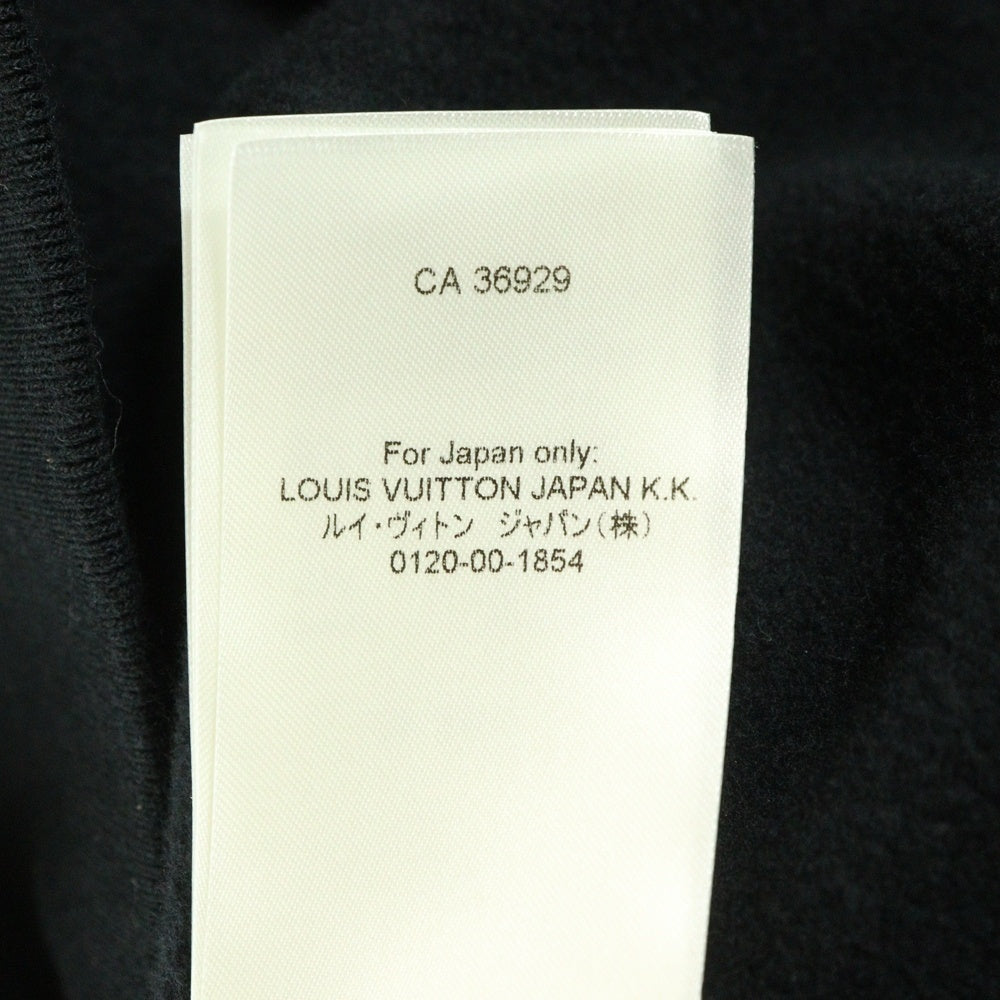 CA 36929
For Japan only:
LOUIS VUITTON JAPAN K.K.
ルイ・ヴィトン　ジャパン(株)
0120-00-1854